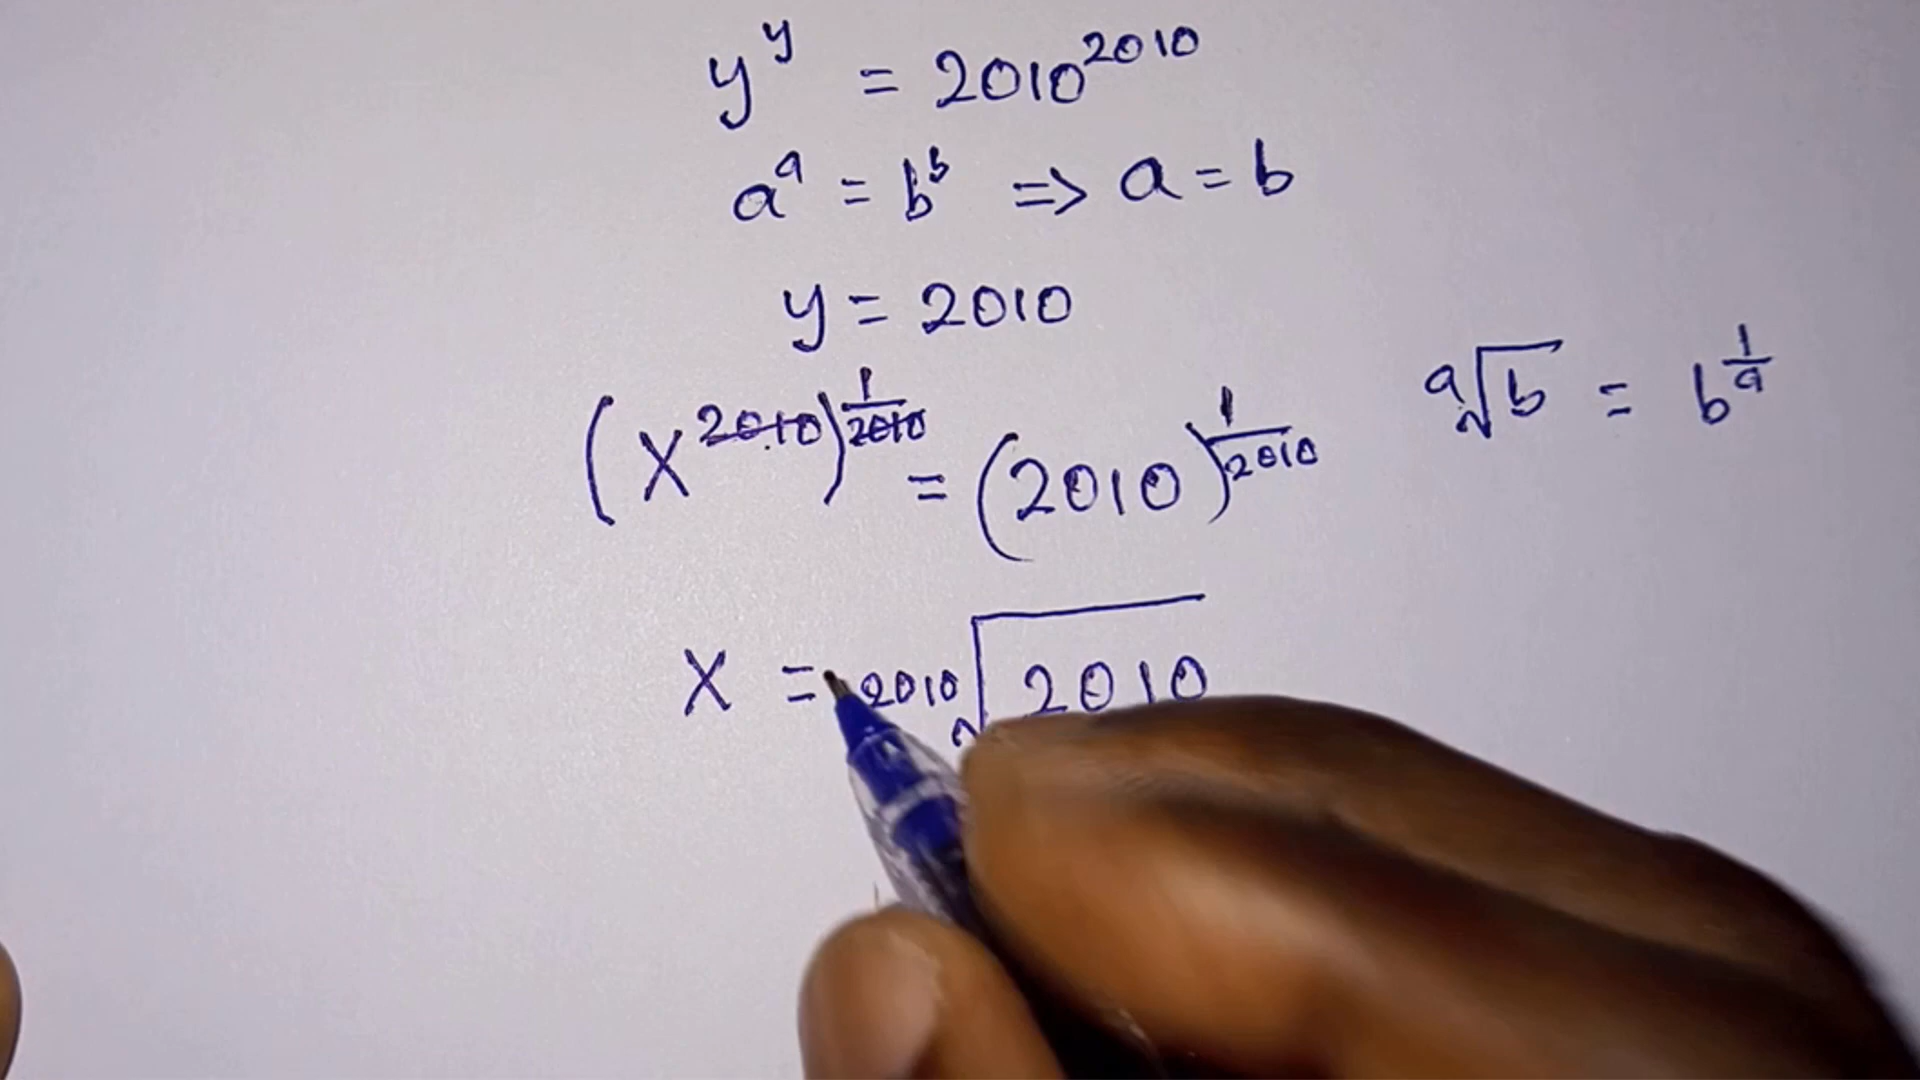 y^y = 2010^2010
a^a = b^b => a = b
y = 2010
(x^2010)^1/2010 = (2010)^1/2010
a√b = b^1/a
x = 2010√2010